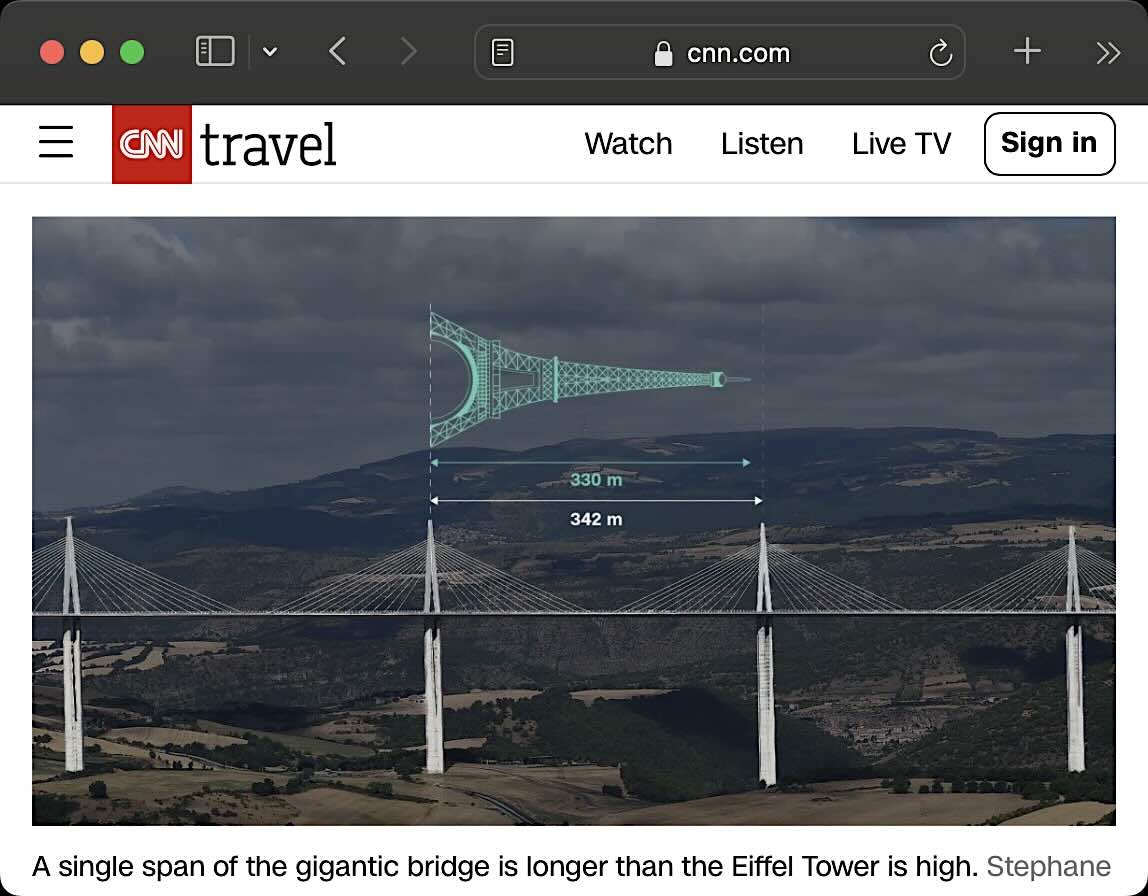 cnn.com
CNN travel
Watch
Listen
Live TV
Sign in
330 m
342 m
A single span of the gigantic bridge is longer than the Eiffel Tower is high. Stephane